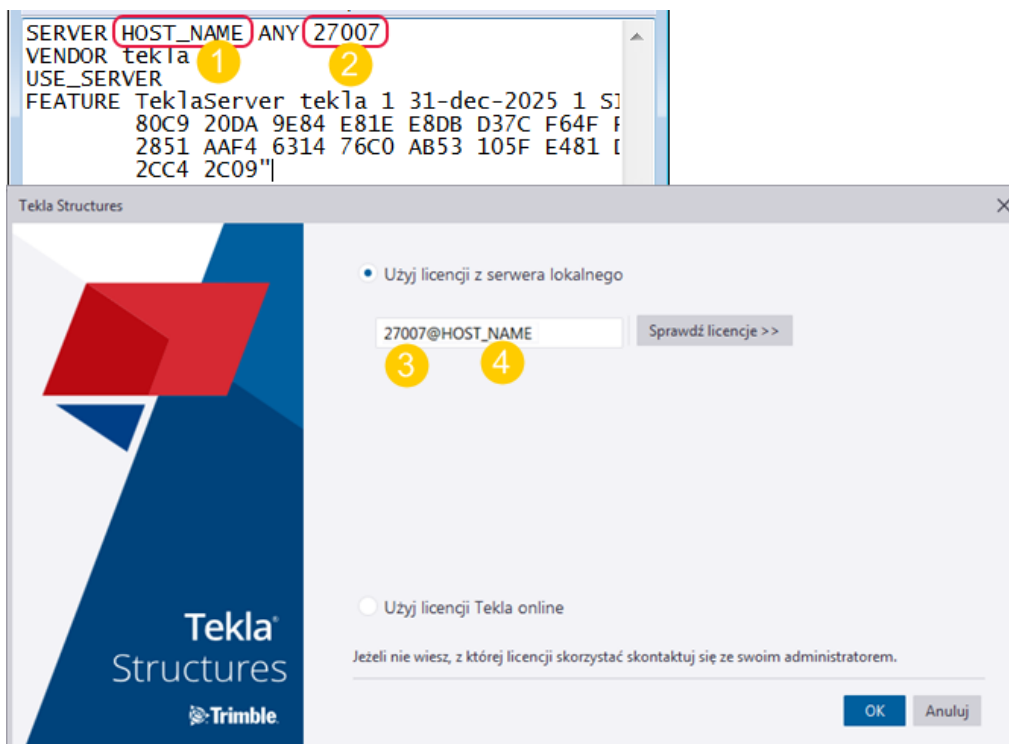 SERVER HOST_NAME ANY 27007
VENDOR tekla
1
2
USE_SERVER
FEATURE TeklaServer tekla 1 31-dec-2025 1
80C9 20DA 9E84 E81E E8DB D37C F64F
2851 AAF4 6314 76C0 AB53 105F E481
2CC4 2C09"
Tekla Structures
Użyj licencji z serwera lokalnego
27007@HOST_NAME
Sprawdź licencje >>
3
4
Użyj licencji Tekla online
Jeżeli nie wiesz, z której licencji skorzystać skontaktuj się ze swoim administratorem.
Tekla®
Structures
Trimble.
OK
Anuluj